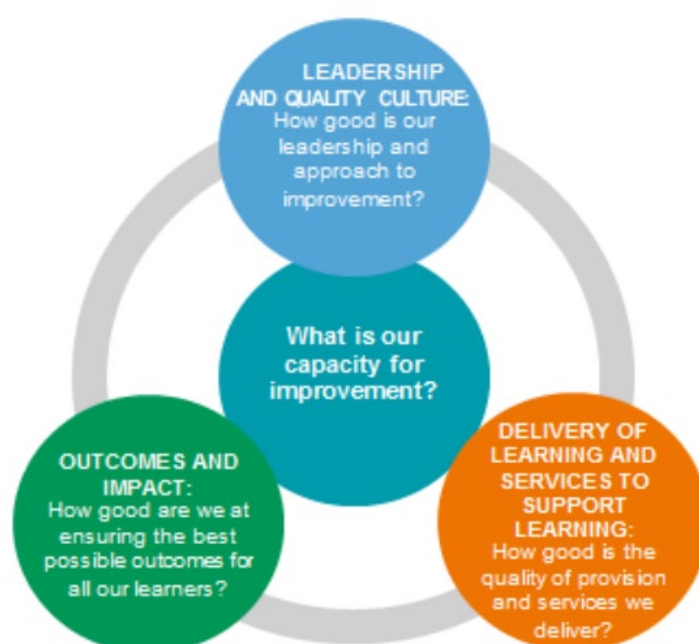 LEADERSHIP
AND QUALITY CULTURE:
How good is our
leadership and
approach to
improvement?
What is our
capacity for
improvement?
OUTCOMES AND
IMPACT:
How good are we at
ensuring the best
possible outcomes for
all our learners?
DELIVERY OF
LEARNING AND
SERVICES TO
SUPPORT
LEARNING:
How good is the
quality of provision
and services we
deliver?